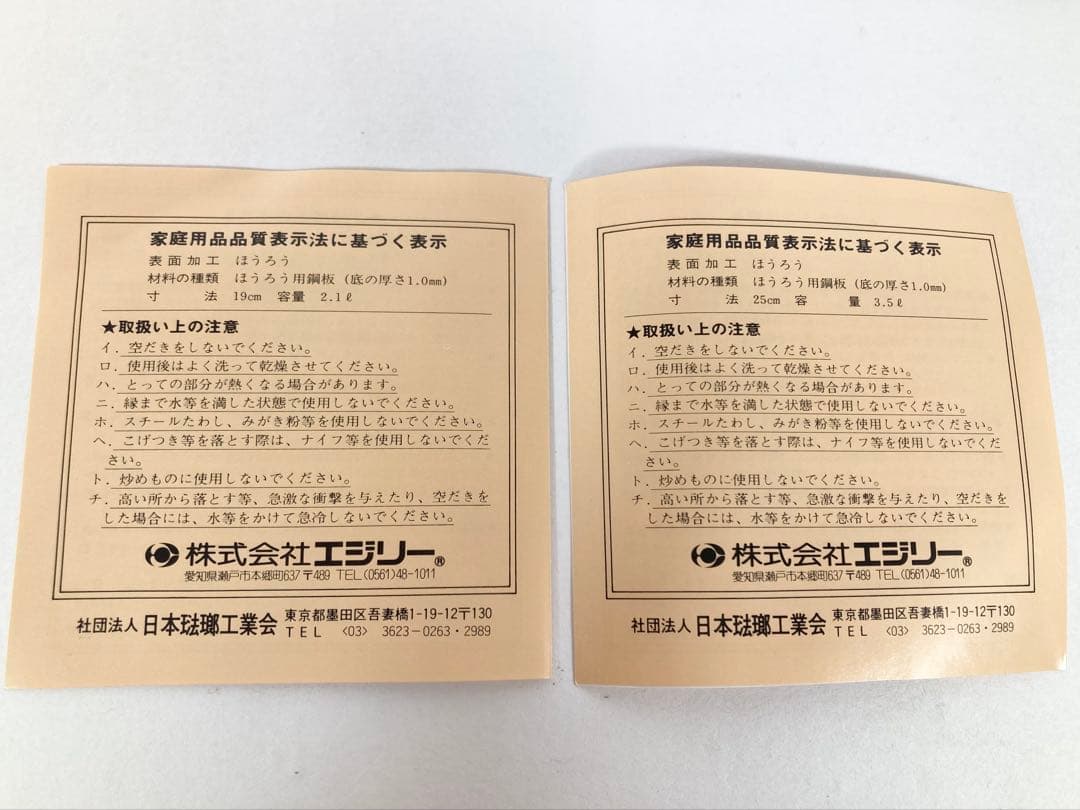 家庭用品品質表示法に基づく表示
表面加工 ほうろう
材料の種類 ほうろう用鋼板(底の厚さ1.0mm)
寸 法 19cm 容量 2.1ℓ
★取扱い上の注意
イ. 空だきをしないでください。
ロ. 使用後はよく洗って乾燥させてください。
ハ. とっての部分が熱くなる場合があります。
ニ. 縁まで水等を満した状態で使用しないでください。
ホ. スチールたわし、みがき粉等を使用しないでください。
ヘ. こげつき等を落とす際は、ナイフ等を使用しないでくだ
さい。
ト. 炒めものに使用しないでください。
チ. 高い所から落とす等、急激な衝撃を与えたり、空だきを
した場合には、水等をかけて急冷しないでください。
株式会社エジリー®
愛知県瀬戸市本郷町637〒489 TEL(0561)48-1011
社団法人 日本琺瑯工業会 東京都墨田区吾妻橋1-19-12〒130
TEL 〈03〉 3623-0263・2989
家庭用品品質表示法に基づく表示
表面加工 ほうろう
材料の種類 ほうろう用鋼板(底の厚さ1.0mm)
寸 法 25cm 容 量 3.5ℓ
★取扱い上の注意
イ. 空だきをしないでください。
ロ. 使用後はよく洗って乾燥させてください。
ハ. とっての部分が熱くなる場合があります。
ニ. 縁まで水等を満した状態で使用しないでください。
ホ. スチールたわし、みがき粉等を使用しないでください。
ヘ. こげつき等を落とす際は、ナイフ等を使用しないでくだ
さい。
ト. 炒めものに使用しないでください。
チ. 高い所から落とす等、急激な衝撃を与えたり、空だきを
した場合には、水等をかけて急冷しないでください。
株式会社エジリー®
愛知県瀬戸市本郷町637〒489 TEL(0561)48-1011
社団法人 日本琺瑯工業会 東京都墨田区吾妻橋1-19-12〒130
TEL 〈03〉 3623-0263・2989